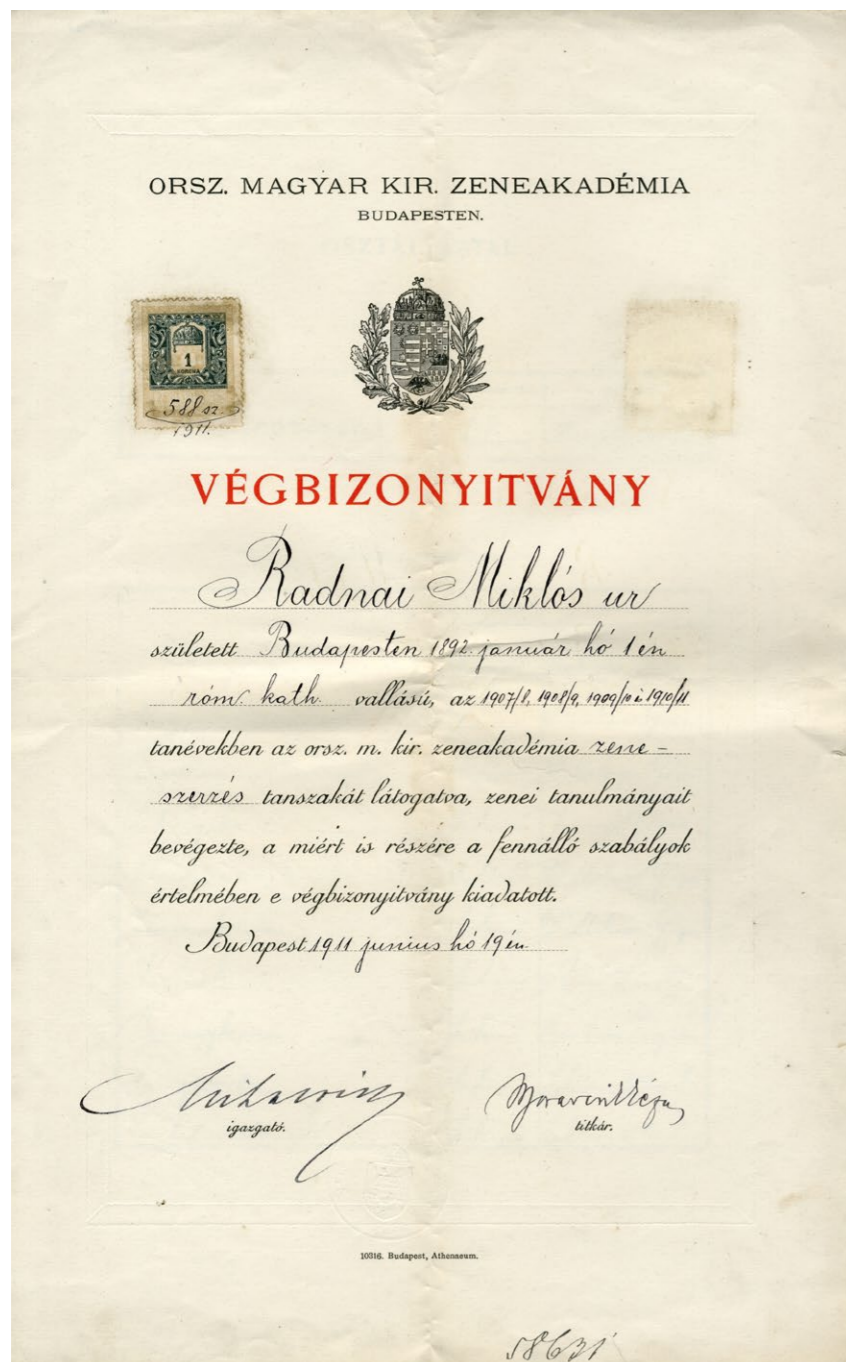 ORSZ. MAGYAR KIR. ZENEAKADÉMIA
BUDAPESTEN.
1
KORONA
588 sz.
1911.
VÉGBIZONYITVÁNY
Radnai Miklós ur
született Budapesten 1892. január hó 1én
róm. kath. vallású, az 1907/8, 1908/9, 1909/10 i 1910/11
tanévekben az orsz. m. kir. zeneakadémia zene-
szerzés tanszakát látogatva, zenei tanulmányait
bevégezte, a miért is részére a fennálló szabályok
értelmében e végbizonyitvány kiadatott.
Budapest 1911 junius hó 19én
igazgató.
titkár.
10316. Budapest, Athenaeum.